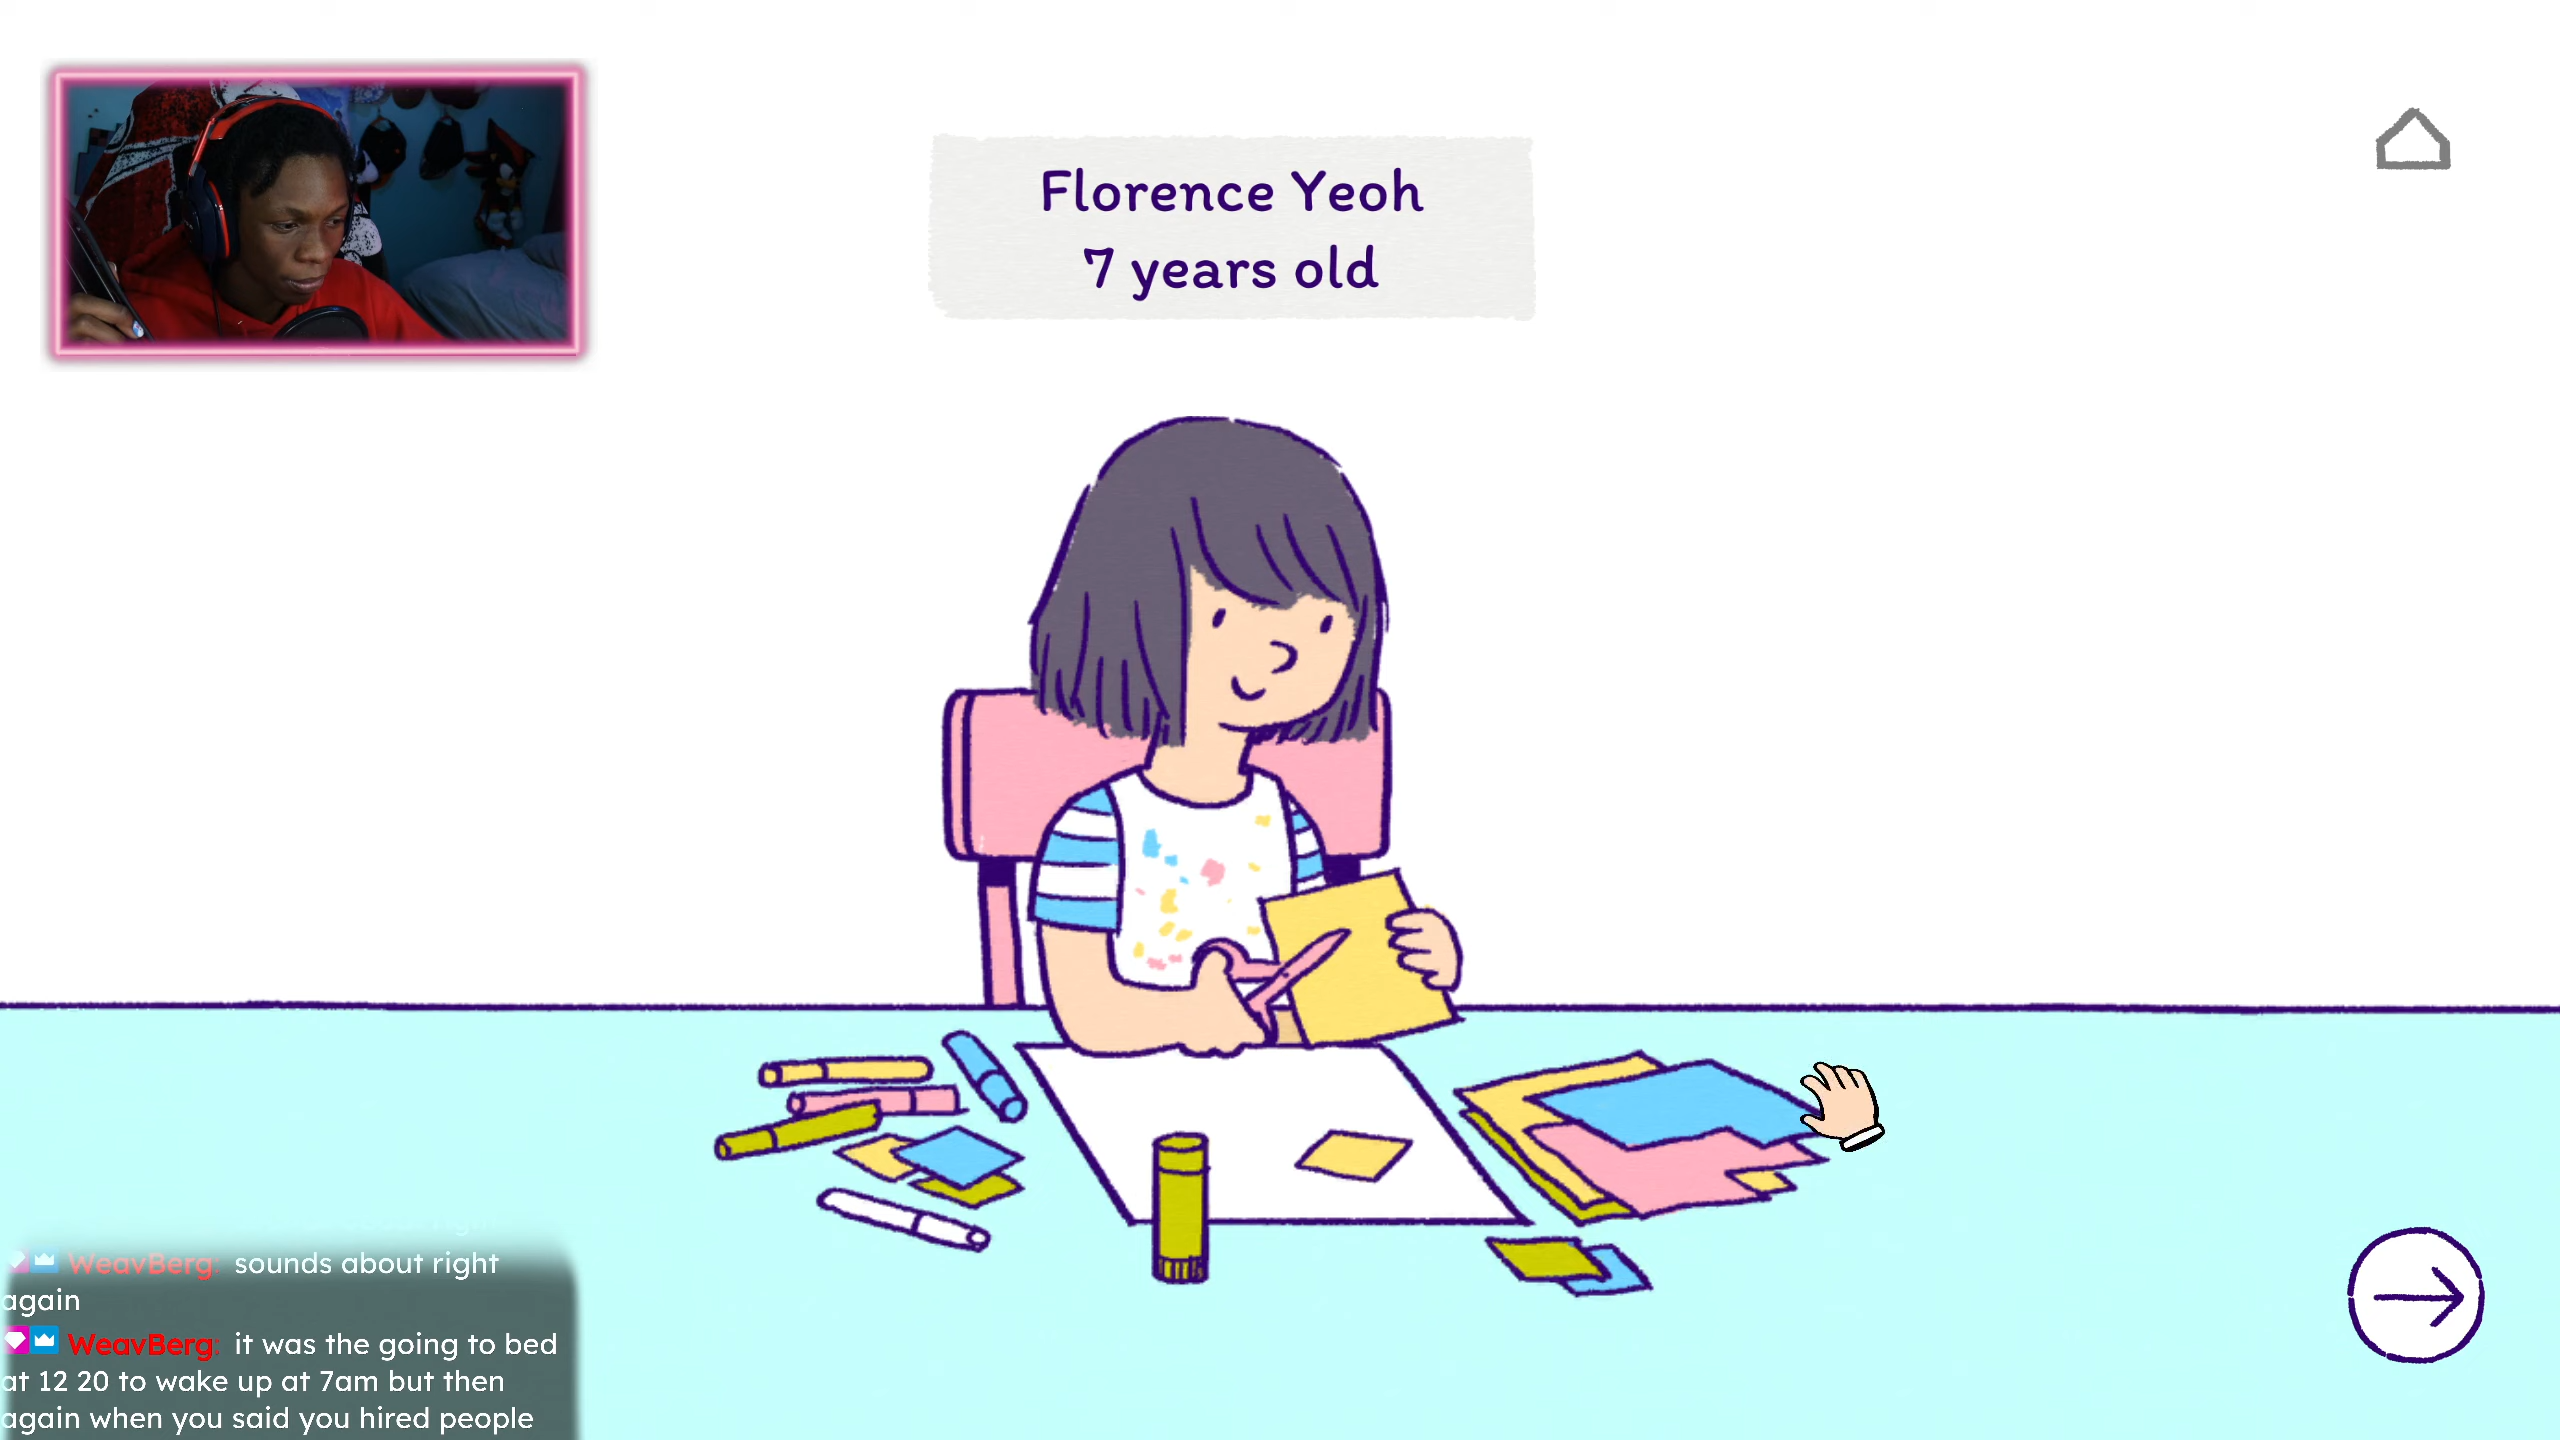 Florence Yeoh
7 years old
WeavBerg: sounds about right
again
WeavBerg: it was the going to bed
at 12 20 to wake up at 7am but then
again when you said you hired people